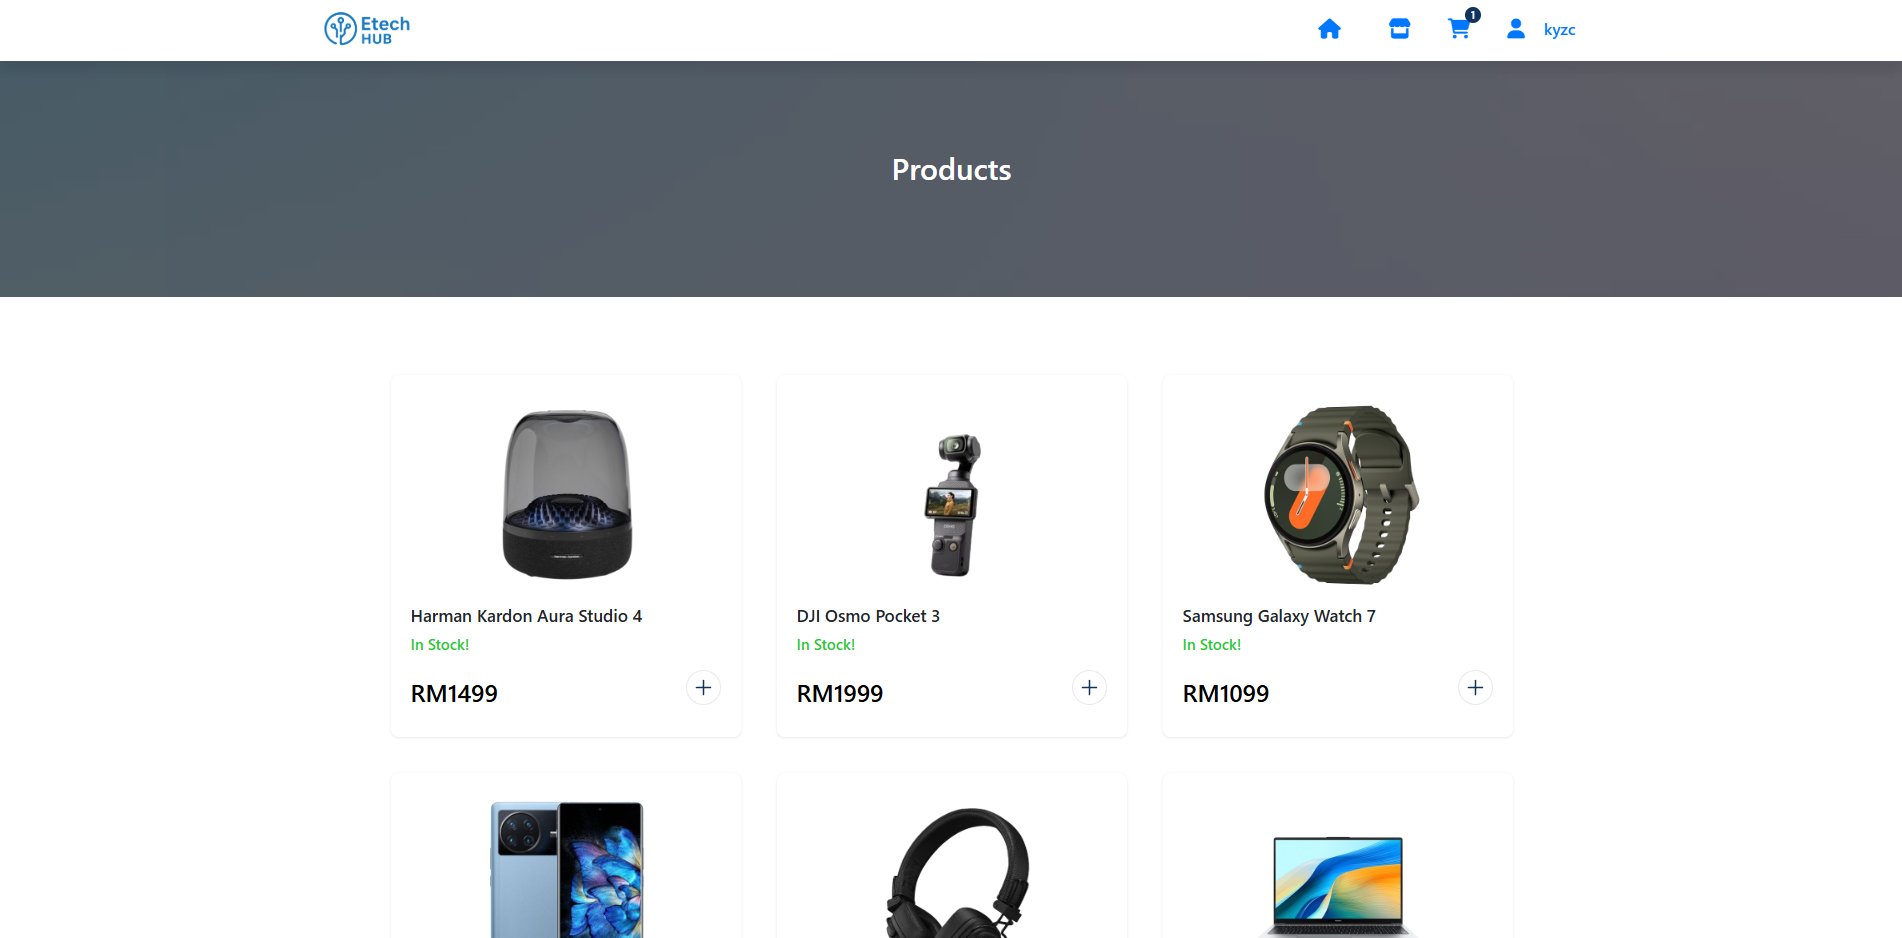 Etech
HUB
1
kyzc
Products
Harman Kardon Aura Studio 4
In Stock!
RM1499
DJI Osmo Pocket 3
In Stock!
RM1999
Samsung Galaxy Watch 7
In Stock!
RM1099